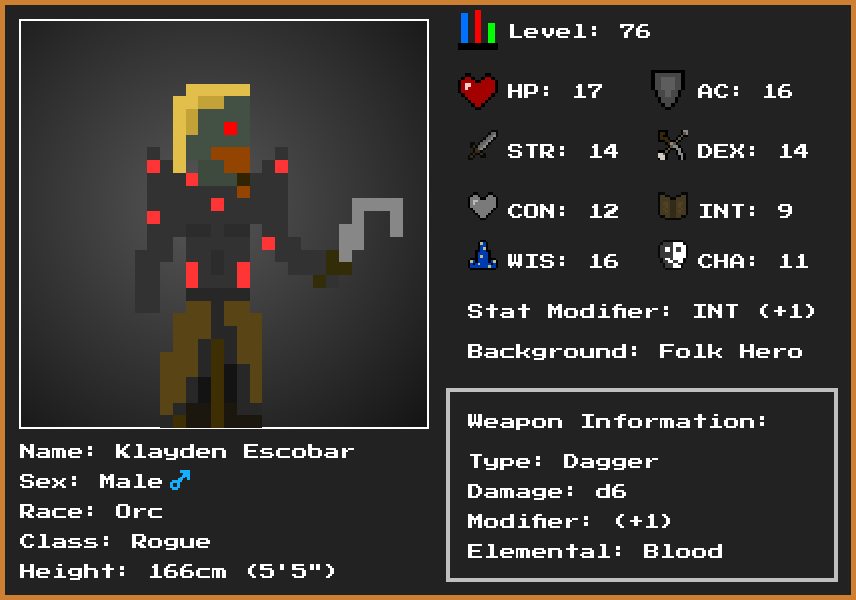 Level: 76
HP: 17
AC: 16
STR: 14
DEX: 14
CON: 12
INT: 9
WIS: 16
CHA: 11
Stat Modifier: INT (+1)
Background: Folk Hero
Weapon Information:
Type: Dagger
Damage: d6
Modifier: (+1)
Elemental: Blood
Name: Klayden Escobar
Sex: Male♂
Race: Orc
Class: Rogue
Height: 166cm (5'5")